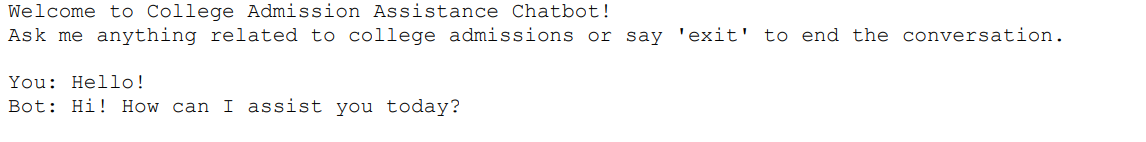 Welcome to College Admission Assistance Chatbot!
Ask me anything related to college admissions or say 'exit' to end the conversation.
You: Hello!
Bot: Hi! How can I assist you today?